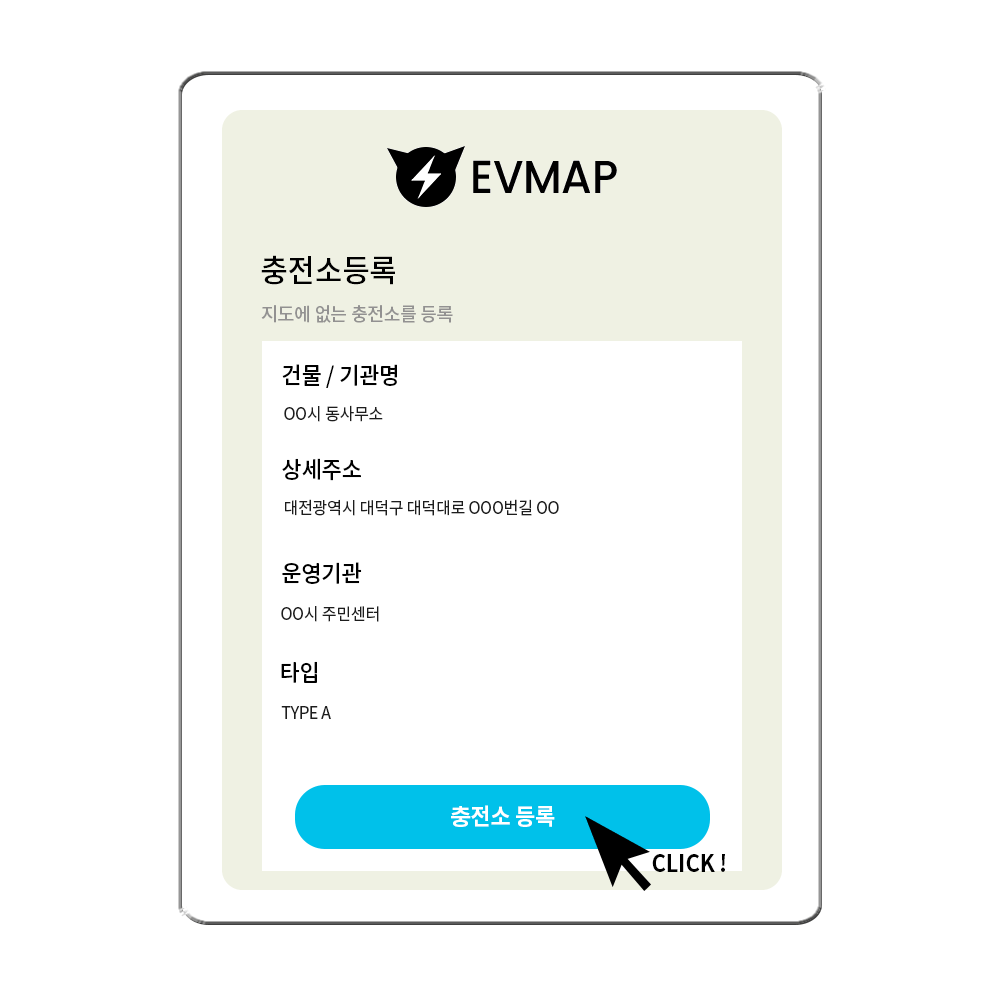 EVMAP
충전소등록
지도에 없는 충전소를 등록
건물 / 기관명
OO시 동사무소
상세주소
대전광역시 대덕구 대덕대로 OOO번길 OO
운영기관
OO시 주민센터
타입
TYPE A
충전소 등록
CLICK !